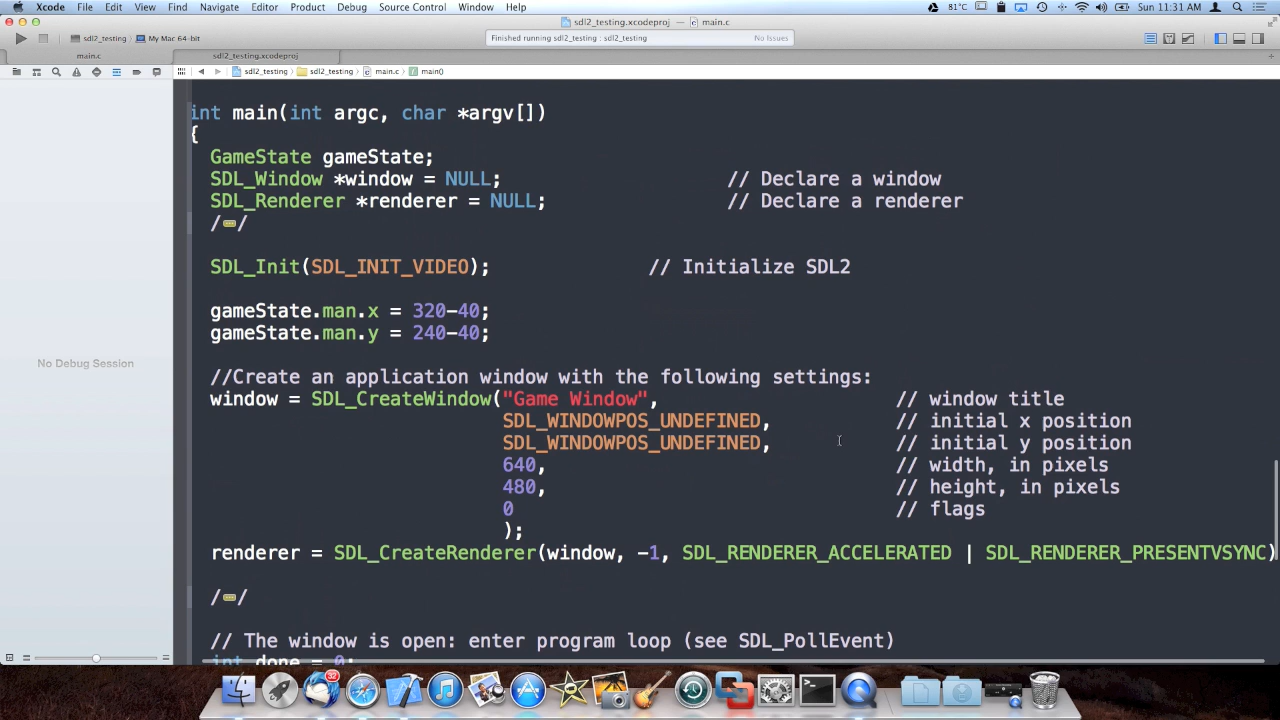 Xcode File Edit View Find Navigate Editor Product Debug Source Control Window Help 81°C Sun 11:31 AM
sdl2_testing.xcodeproj — main.c
sdl2_testing My Mac 64-bit Finished running sdl2_testing : sdl2_testing No Issues
main.c sdl2_testing.xcodeproj
sdl2_testing sdl2_testing main.c main()
int main(int argc, char *argv[])
{
GameState gameState;
SDL_Window *window = NULL; // Declare a window
SDL_Renderer *renderer = NULL; // Declare a renderer
/ /
SDL_Init(SDL_INIT_VIDEO); // Initialize SDL2
gameState.man.x = 320-40;
gameState.man.y = 240-40;
No Debug Session
//Create an application window with the following settings:
window = SDL_CreateWindow("Game Window", // window title
SDL_WINDOWPOS_UNDEFINED, // initial x position
SDL_WINDOWPOS_UNDEFINED, // initial y position
640, // width, in pixels
480, // height, in pixels
0 // flags
);
renderer = SDL_CreateRenderer(window, -1, SDL_RENDERER_ACCELERATED | SDL_RENDERER_PRESENTVSYNC)
/ /
// The window is open: enter program loop (see SDL_PollEvent)
int done = 0;
32